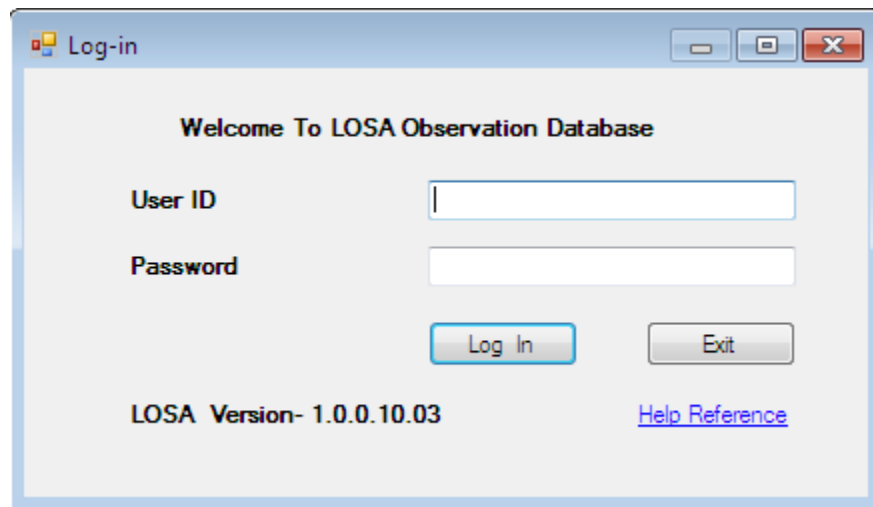 Log-in
Welcome To LOSA Observation Database
User ID
Password
Log In Exit
LOSA Version- 1.0.0.10.03 Help Reference